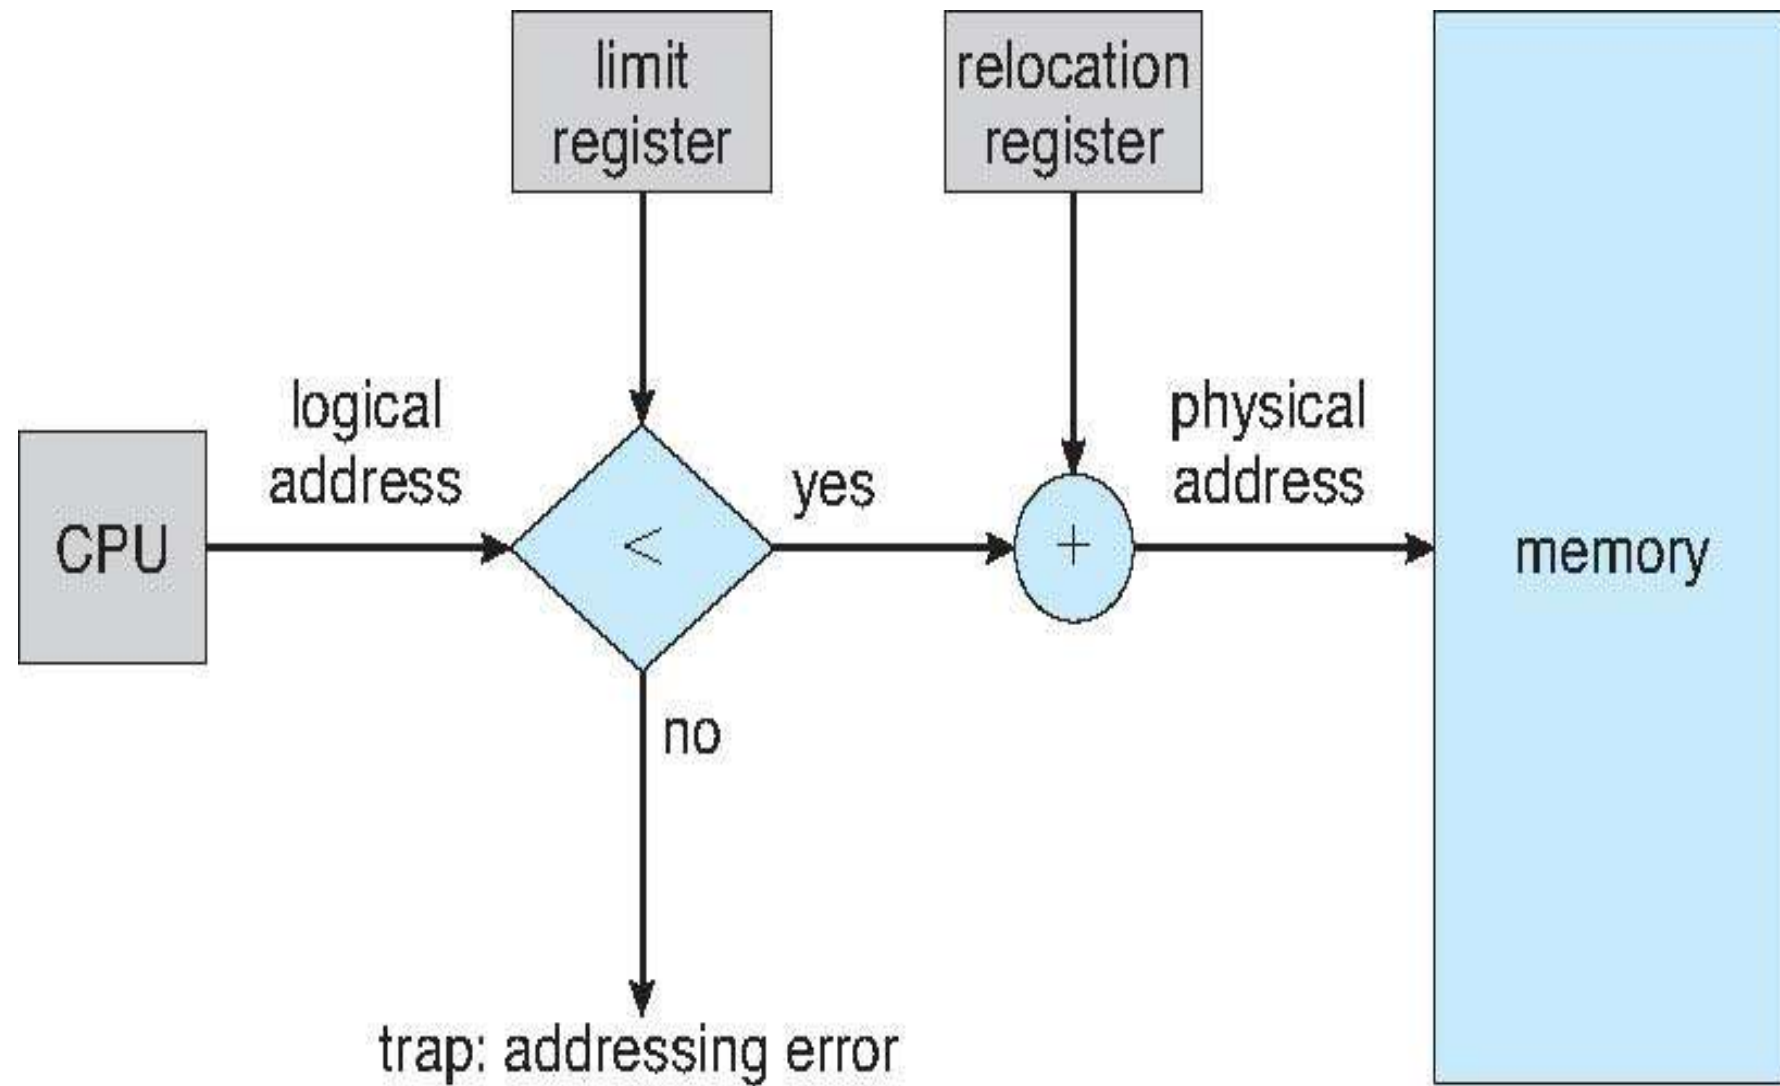 limit
register
relocation
register
logical
address
physical
address
yes
CPU
<
+
memory
no
trap: addressing error